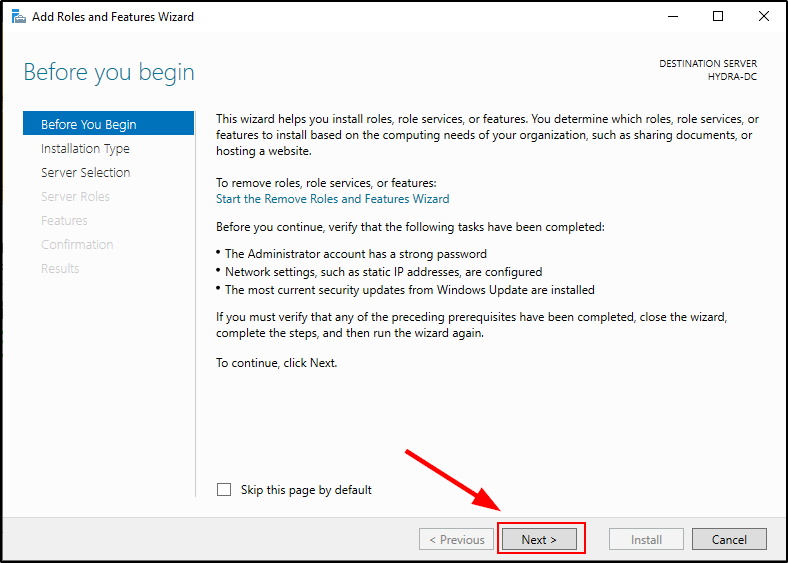 Add Roles and Features Wizard
Before you begin
DESTINATION SERVER
HYDRA-DC
Before You Begin
Installation Type
Server Selection
Server Roles
Features
Confirmation
Results
This wizard helps you install roles, role services, or features. You determine which roles, role services, or
features to install based on the computing needs of your organization, such as sharing documents, or
hosting a website.
To remove roles, role services, or features:
Start the Remove Roles and Features Wizard
Before you continue, verify that the following tasks have been completed:
• The Administrator account has a strong password
• Network settings, such as static IP addresses, are configured
• The most current security updates from Windows Update are installed
If you must verify that any of the preceding prerequisites have been completed, close the wizard,
complete the steps, and then run the wizard again.
To continue, click Next.
Skip this page by default
< Previous
Next >
Install
Cancel